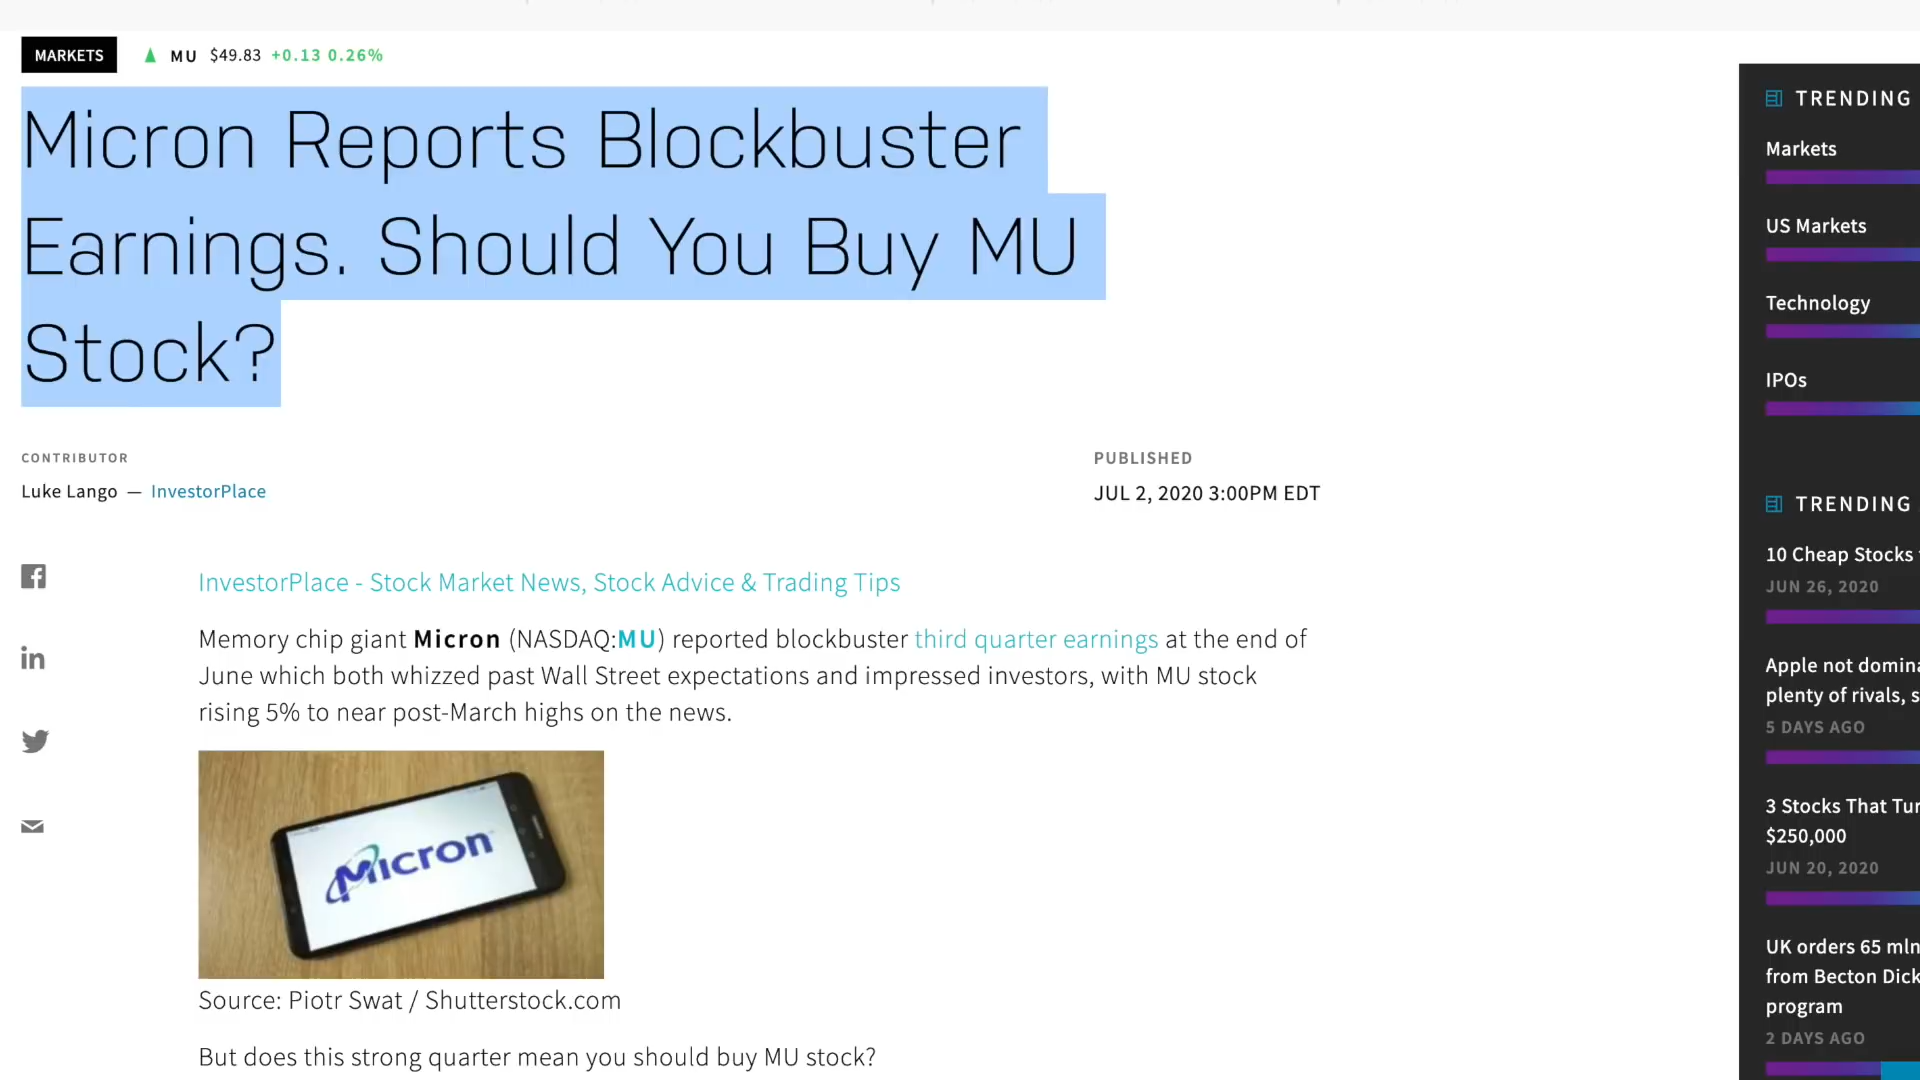 MARKETS
MU $49.83 +0.13 0.26%
Micron Reports Blockbuster
Earnings. Should You Buy MU
Stock?
CONTRIBUTOR
Luke Lango — InvestorPlace
PUBLISHED
JUL 2, 2020 3:00PM EDT
InvestorPlace - Stock Market News, Stock Advice & Trading Tips
Memory chip giant Micron (NASDAQ:MU) reported blockbuster third quarter earnings at the end of
June which both whizzed past Wall Street expectations and impressed investors, with MU stock
rising 5% to near post-March highs on the news.
Micron
Source: Piotr Swat / Shutterstock.com
But does this strong quarter mean you should buy MU stock?
TRENDING
Markets
US Markets
Technology
IPOs
TRENDING
10 Cheap Stocks
JUN 26, 2020
Apple not
plenty of rivals,
5 DAYS AGO
3 Stocks That
$250,000
JUN 20, 2020
UK orders 65 mln
from Becton
program
2 DAYS AGO